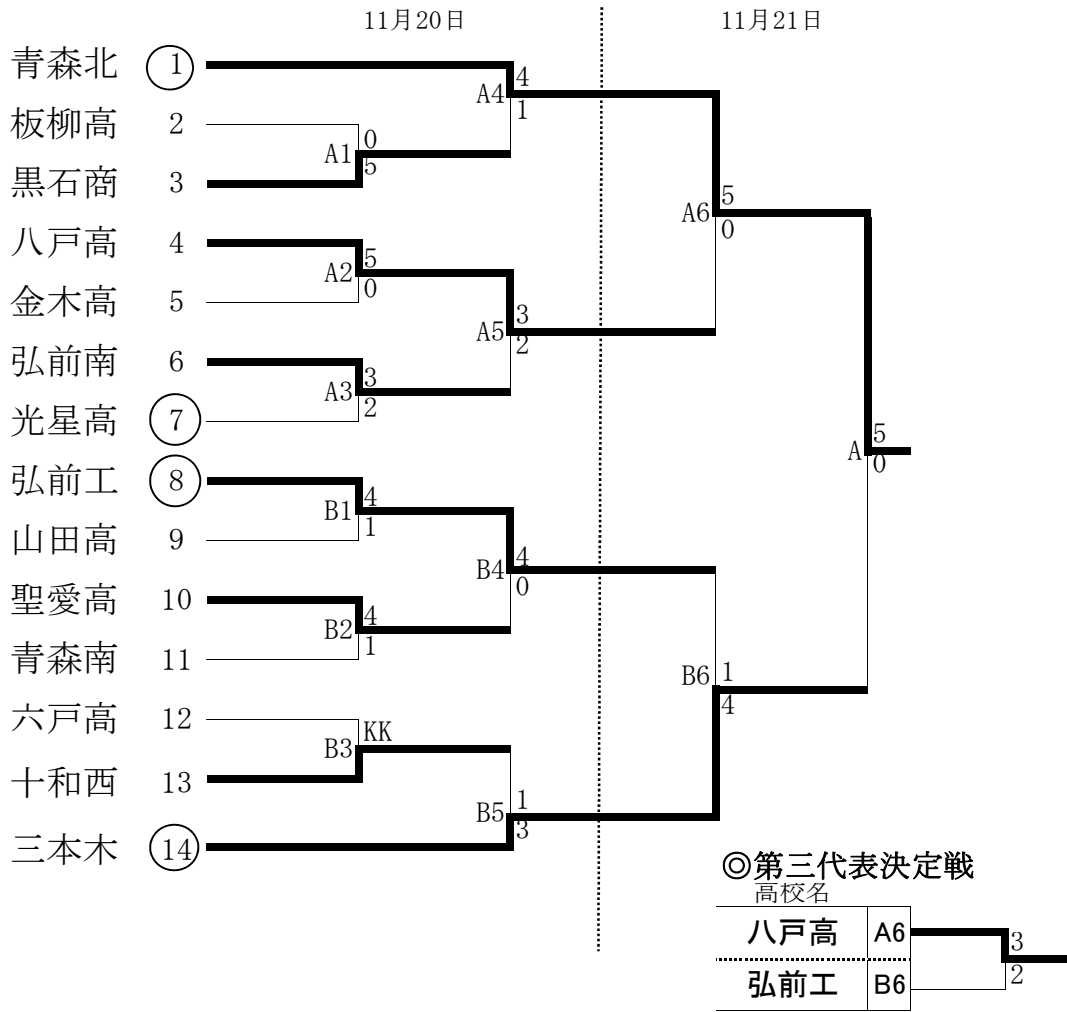 11月20日 11月21日
青森北 1
4
A4
1
板柳高 2
0
A1
5
黒石商 3
5
A6
0
八戸高 4
5
A2
0
金木高 5
3
A5
2
弘前南 6
3
A3
2
光星高 7
5
A
0
弘前工 8
4
B1
1
山田高 9
4
B4
0
聖愛高 10
4
B2
1
青森南 11
1
B6
4
六戸高 12
KK
B3
十和西 13
1
B5
3
三本木 14
◎第三代表決定戦
高校名
八戸高 A6
3
2
弘前工 B6